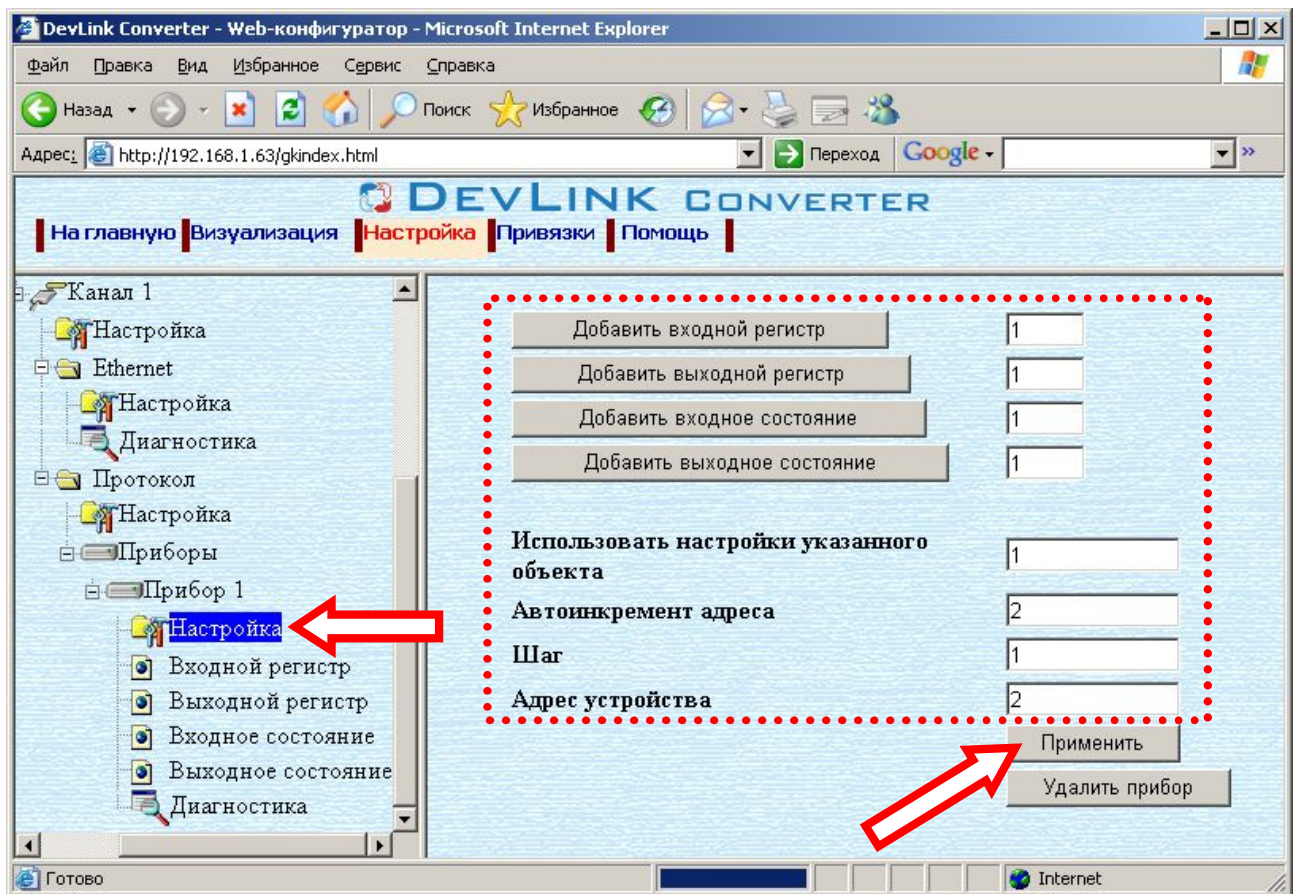 DevLink Converter - Web-конфигуратор - Microsoft Internet Explorer
Файл Правка Вид Избранное Сервис Справка
Назад Поиск Избранное
Адрес: http://192.168.1.63/gkindex.html Переход Google
DEVLINK CONVERTER
На главную Визуализация Настройка Привязки Помощь
Канал 1
Настройка
Ethernet
Настройка
Диагностика
Протокол
Настройка
Приборы
Прибор 1
Настройка
Входной регистр
Выходной регистр
Входное состояние
Выходное состояние
Диагностика
Добавить входной регистр 1
Добавить выходной регистр 1
Добавить входное состояние 1
Добавить выходное состояние 1
Использовать настройки указанного
объекта 1
Автоинкремент адреса 2
Шаг 1
Адрес устройства 2
Применить
Удалить прибор
Готово Internet